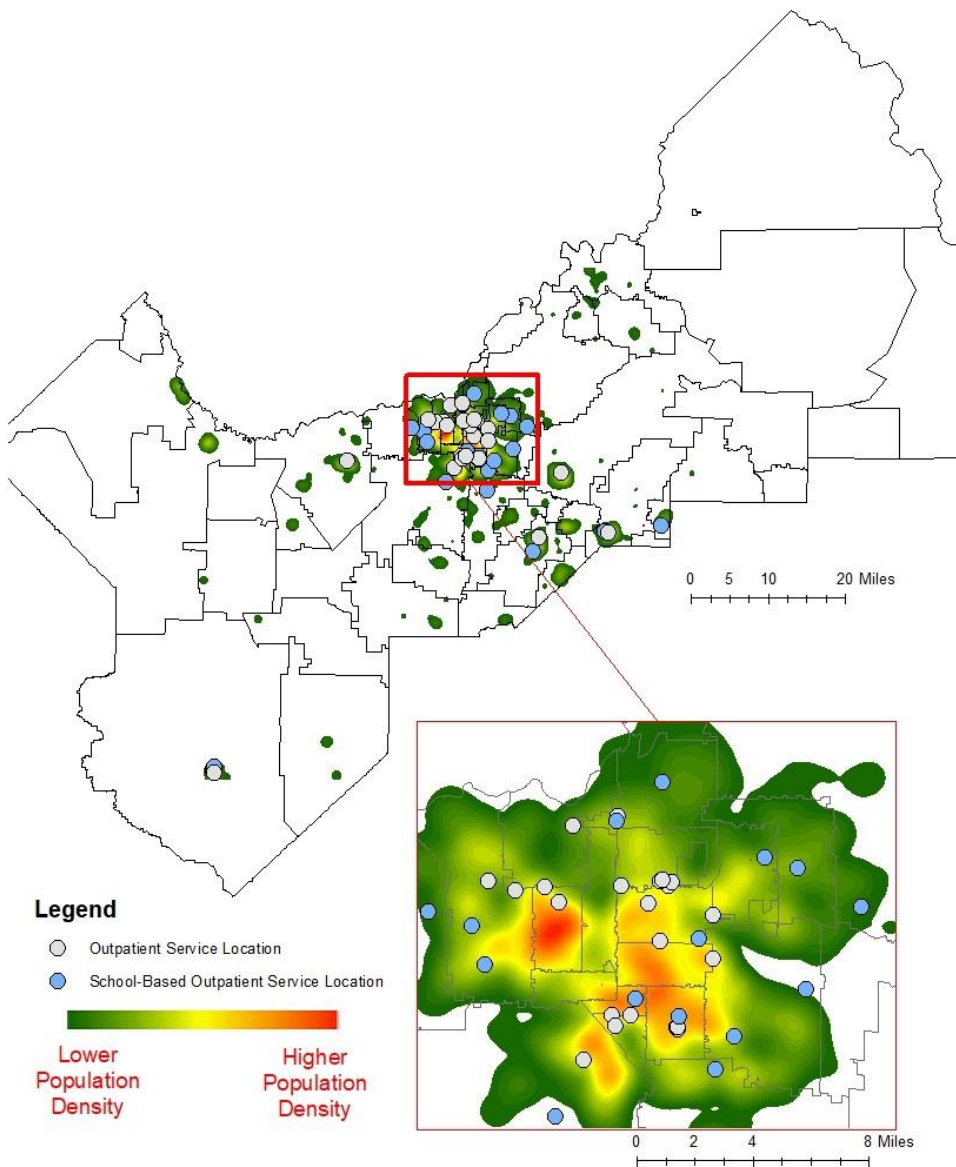 0 5 10 20 Miles
Legend
Outpatient Service Location
School-Based Outpatient Service Location
Lower
Population
Density
Higher
Population
Density
0 2 4 8 Miles